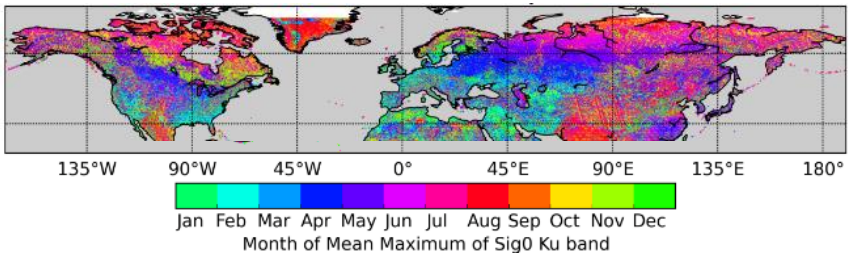 135°W 90°W 45°W 0° 45°E 90°E 135°E 180°
Jan Feb Mar Apr May Jun Jul Aug Sep Oct Nov Dec
Month of Mean Maximum of Sig0 Ku band